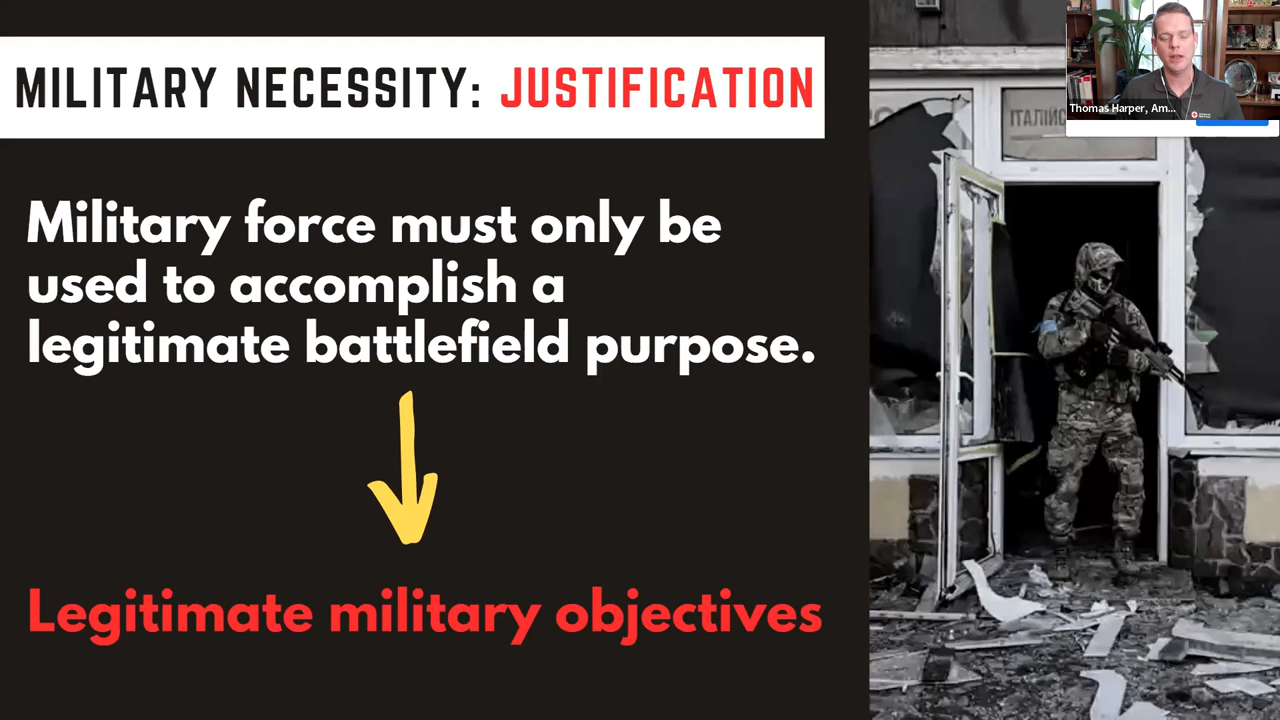 MILITARY NECESSITY: JUSTIFICATION
Military force must only be
used to accomplish a
legitimate battlefield purpose.
Legitimate military objectives
Thomas Harper, Am...
ІТАЛІЙС